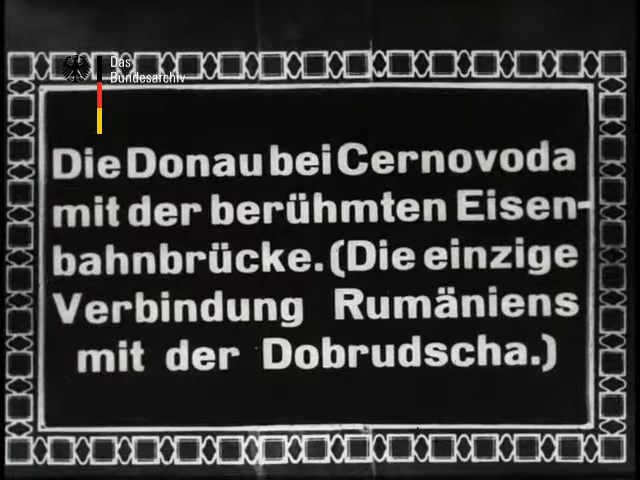 Das
Bundesarchiv
Die Donau bei Cernovoda
mit der berühmten Eisen-
bahnbrücke. (Die einzige
Verbindung Rumäniens
mit der Dobrudscha.)